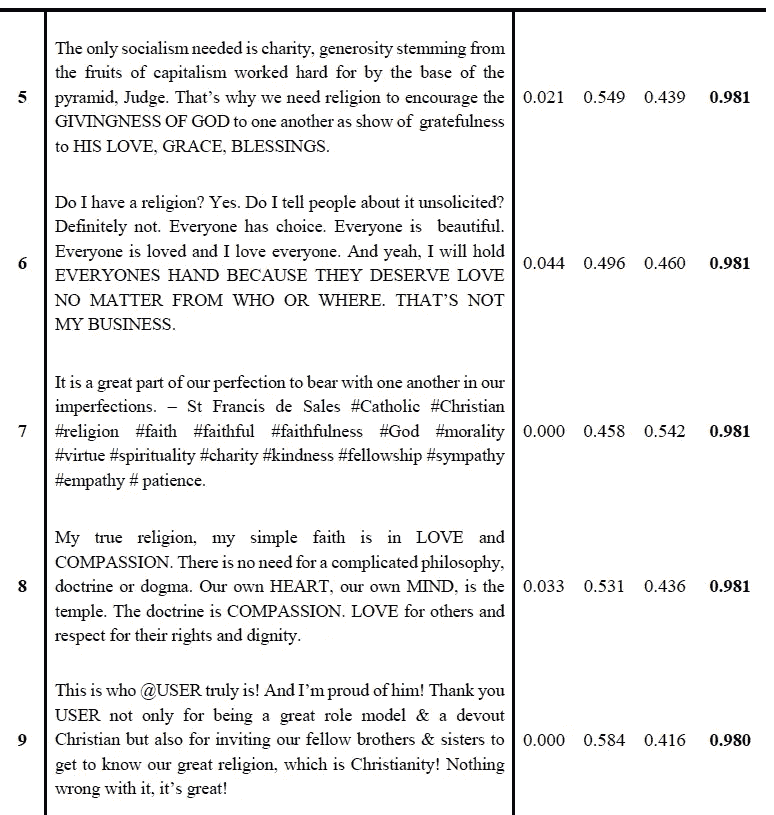 The only socialism needed is charity, generosity stemming from
the fruits of capitalism worked hard for by the base of the
5 pyramid, Judge. That's why we need religion to encourage the 0.021 0.549 0.439 0.981
GIVINGNESS OF GOD to one another as show of gratefulness
to HIS LOVE, GRACE, BLESSINGS.
Do I have a religion? Yes. Do I tell people about it unsolicited?
Definitely not. Everyone has choice. Everyone is beautiful.
Everyone is loved and I love everyone. And yeah, I will hold
6 EVERYONES HAND BECAUSE THEY DESERVE LOVE 0.044 0.496 0.460 0.981
NO MATTER FROM WHO OR WHERE. THAT'S NOT
MY BUSINESS.
It is a great part of our perfection to bear with one another in our
imperfections. – St Francis de Sales #Catholic #Christian
7 #religion #faith #faithful #faithfulness #God #morality 0.000 0.458 0.542 0.981
#virtue #spirituality #charity #kindness #fellowship #sympathy
#empathy # patience.
My true religion, my simple faith is in LOVE and
COMPASSION. There is no need for a complicated philosophy,
8 doctrine or dogma. Our own HEART, our own MIND, is the 0.033 0.531 0.436 0.981
temple. The doctrine is COMPASSION. LOVE for others and
respect for their rights and dignity.
This is who @USER truly is! And I'm proud of him! Thank you
USER not only for being a great role model & a devout
9 Christian but also for inviting our fellow brothers & sisters to 0.000 0.584 0.416 0.980
get to know our great religion, which is Christianity! Nothing
wrong with it, it's great!